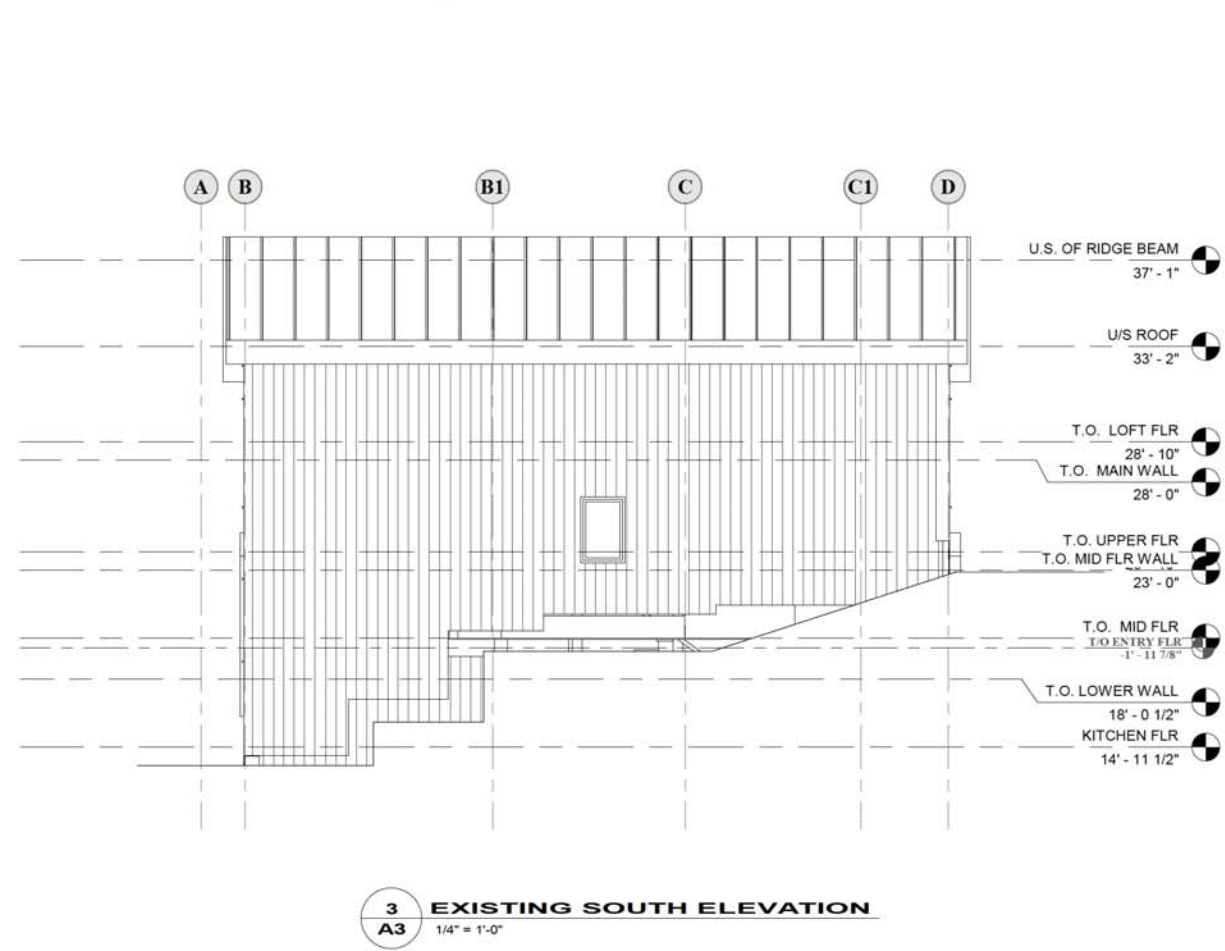 A B B1 C C1 D
U.S. OF RIDGE BEAM
37' - 1"
U/S ROOF
33' - 2"
T.O. LOFT FLR
28' - 10"
T.O. MAIN WALL
28' - 0"
T.O. UPPER FLR
T.O. MID FLR WALL
23' - 0"
T.O. MID FLR
T/O ENTRY FLR
-1' - 11 7/8"
T.O. LOWER WALL
18' - 0 1/2"
KITCHEN FLR
14' - 11 1/2"
3 EXISTING SOUTH ELEVATION
A3 1/4" = 1'-0"